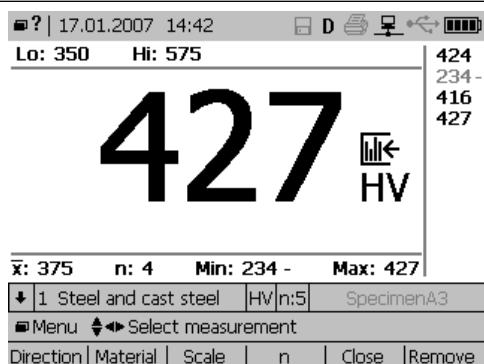 ? 17.01.2007 14:42 D
Lo: 350 Hi: 575
424
234 -
416
427
427
HV
x̄: 375 n: 4 Min: 234 - Max: 427
1 Steel and cast steel HV n:5 SpecimenA3
Menu Select measurement
Direction Material Scale n Close Remove